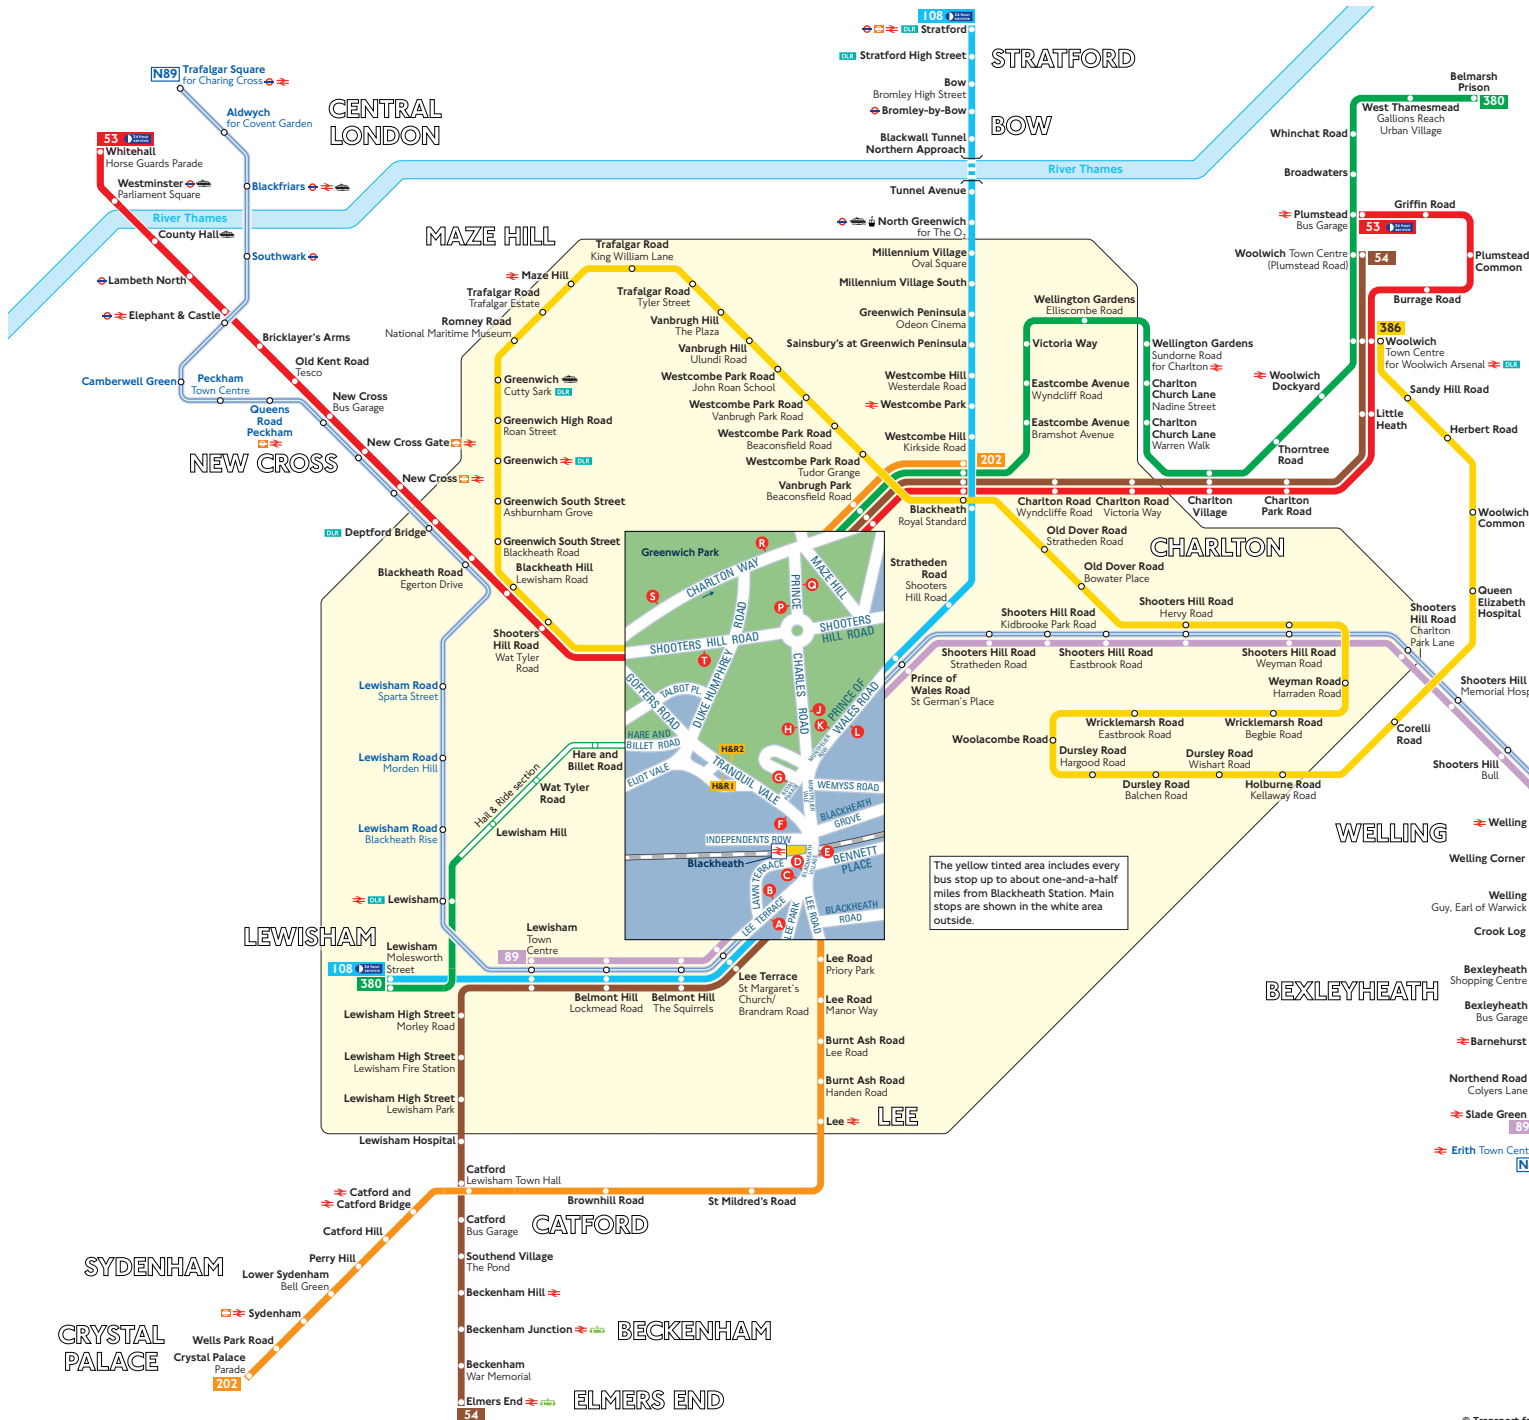 108 24 hour service
DLR Stratford
DLR Stratford High Street
STRATFORD
Bow
Bromley High Street
Bromley-by-Bow
BOW
Blackwall Tunnel
Northern Approach
River Thames
Tunnel Avenue
North Greenwich
for The O2
Millennium Village
Oval Square
Millennium Village South
Greenwich Peninsula
Odeon Cinema
Sainsbury's at Greenwich Peninsula
Westcombe Hill
Westerdale Road
Westcombe Park
Westcombe Hill
Kirkside Road
202
Blackheath
Royal Standard
Stratheden
Road
Shooters
Hill Road
N89
Trafalgar Square
for Charing Cross
Aldwych
for Covent Garden
CENTRAL
LONDON
53 24 hour service
Whitehall
Horse Guards Parade
Westminster
Parliament Square
Blackfriars
River Thames
County Hall
Southwark
Lambeth North
Elephant & Castle
Bricklayer's Arms
Old Kent Road
Tesco
Camberwell Green
Peckham
Town Centre
Queens
Road
Peckham
New Cross
Bus Garage
New Cross Gate
NEW CROSS
New Cross
DLR Deptford Bridge
Blackheath Road
Egerton Drive
Shooters
Hill Road
Wat Tyler
Road
MAZE HILL
Trafalgar Road
King William Lane
Maze Hill
Trafalgar Road
Trafalgar Estate
Romney Road
National Maritime Museum
Greenwich
Cutty Sark DLR
Greenwich High Road
Roan Street
Greenwich DLR
Greenwich South Street
Ashburnham Grove
Greenwich South Street
Blackheath Road
Blackheath Hill
Lewisham Road
Trafalgar Road
Tyler Street
Vanbrugh Hill
The Plaza
Vanbrugh Hill
Ulundi Road
Westcombe Park Road
John Roan School
Westcombe Park Road
Vanbrugh Park Road
Westcombe Park Road
Beaconsfield Road
Westcombe Park Road
Tudor Grange
Vanbrugh Park
Beaconsfield Road
Wellington Gardens
Elliscombe Road
Victoria Way
Eastcombe Avenue
Wyndcliff Road
Eastcombe Avenue
Bramshot Avenue
Wellington Gardens
Sundorne Road
for Charlton
Charlton
Church Lane
Nadine Street
Charlton
Church Lane
Warren Walk
Charlton Road
Wyndcliffe Road
Charlton Road
Victoria Way
Charlton
Village
Charlton
Park Road
Thorntree
Road
Woolwich
Dockyard
Little
Heath
CHARLTON
Belmarsh
Prison
380
West Thamesmead
Gallions Reach
Urban Village
Whinchat Road
Broadwaters
Plumstead
Bus Garage
Griffin Road
53 24 hour service
Woolwich Town Centre
(Plumstead Road)
54
Plumstead
Common
Burrage Road
386
Woolwich
Town Centre
for Woolwich Arsenal DLR
Sandy Hill Road
Herbert Road
Woolwich
Common
Queen
Elizabeth
Hospital
Old Dover Road
Stratheden Road
Old Dover Road
Bowater Place
Shooters Hill Road
Kidbrooke Park Road
Shooters Hill Road
Hervy Road
Shooters
Hill Road
Charlton
Park Lane
Shooters Hill Road
Stratheden Road
Shooters Hill Road
Eastbrook Road
Shooters Hill Road
Weyman Road
Prince of
Wales Road
St German's Place
Weyman Road
Harraden Road
Shooters Hill
Memorial Hosp
Wricklemarsh Road
Eastbrook Road
Wricklemarsh Road
Begbie Road
Woolacombe Road
Dursley Road
Hargood Road
Dursley Road
Wishart Road
Dursley Road
Balchen Road
Holburne Road
Kellaway Road
Corelli
Road
Shooters Hill
Bull
Welling
WELLING
Welling Corner
Welling
Guy, Earl of Warwick
Crook Log
Bexleyheath
Shopping Centre
BEXLEYHEATH
Bexleyheath
Bus Garage
Barnehurst
Northend Road
Colyers Lane
Slade Green
89
Erith Town Cent
N
Greenwich Park
R
S
Q
P
CHARLTON WAY
PRINCE
MAZE HILL
SHOOTERS HILL ROAD
SHOOTERS
HILL ROAD
T
DUKE HUMPHREY
ROAD
CHARLES ROAD
GOFFERS ROAD
TALBOT PL.
HARE AND
BILLET ROAD
ELIOT VALE
H&R2
H&R1
TRANQUIL VALE
J
K
H
L
PRINCE OF
WALES ROAD
MONTPELIER
ROW
G
ROYAL
PARADE
MONTPELIER
VALE
WEMYSS ROAD
BLACKHEATH
GROVE
F
INDEPENDENTS ROW
Blackheath
E
D
C
B
A
BLACKHEATH
VILLAGE
BENNETT
PLACE
LAWN TERRACE
LEE TERRACE
LEE PARK
LEE ROAD
BLACKHEATH
ROAD
The yellow tinted area includes every
bus stop up to about one-and-a-half
miles from Blackheath Station. Main
stops are shown in the white area
outside.
Lewisham Road
Sparta Street
Lewisham Road
Morden Hill
Lewisham Road
Blackheath Rise
Hail & Ride section
Hare and
Billet Road
Wat Tyler
Road
Lewisham Hill
DLR Lewisham
LEWISHAM
Lewisham
Molesworth
Street
108 24 hour service
380
89
Lewisham
Town
Centre
Belmont Hill
Lockmead Road
Belmont Hill
The Squirrels
Lee Terrace
St Margaret's
Church/
Brandram Road
Lee Road
Priory Park
Lee Road
Manor Way
Burnt Ash Road
Lee Road
Burnt Ash Road
Handen Road
Lee
LEE
Lewisham High Street
Morley Road
Lewisham High Street
Lewisham Fire Station
Lewisham High Street
Lewisham Park
Lewisham Hospital
Catford
Lewisham Town Hall
Catford and
Catford Bridge
Brownhill Road
St Mildred's Road
Catford
Bus Garage
CATFORD
Catford Hill
Perry Hill
SYDENHAM
Lower Sydenham
Bell Green
Sydenham
Wells Park Road
CRYSTAL
PALACE
Crystal Palace
Parade
202
Southend Village
The Pond
Beckenham Hill
Beckenham Junction
BECKENHAM
Beckenham
War Memorial
Elmers End
ELMERS END
54